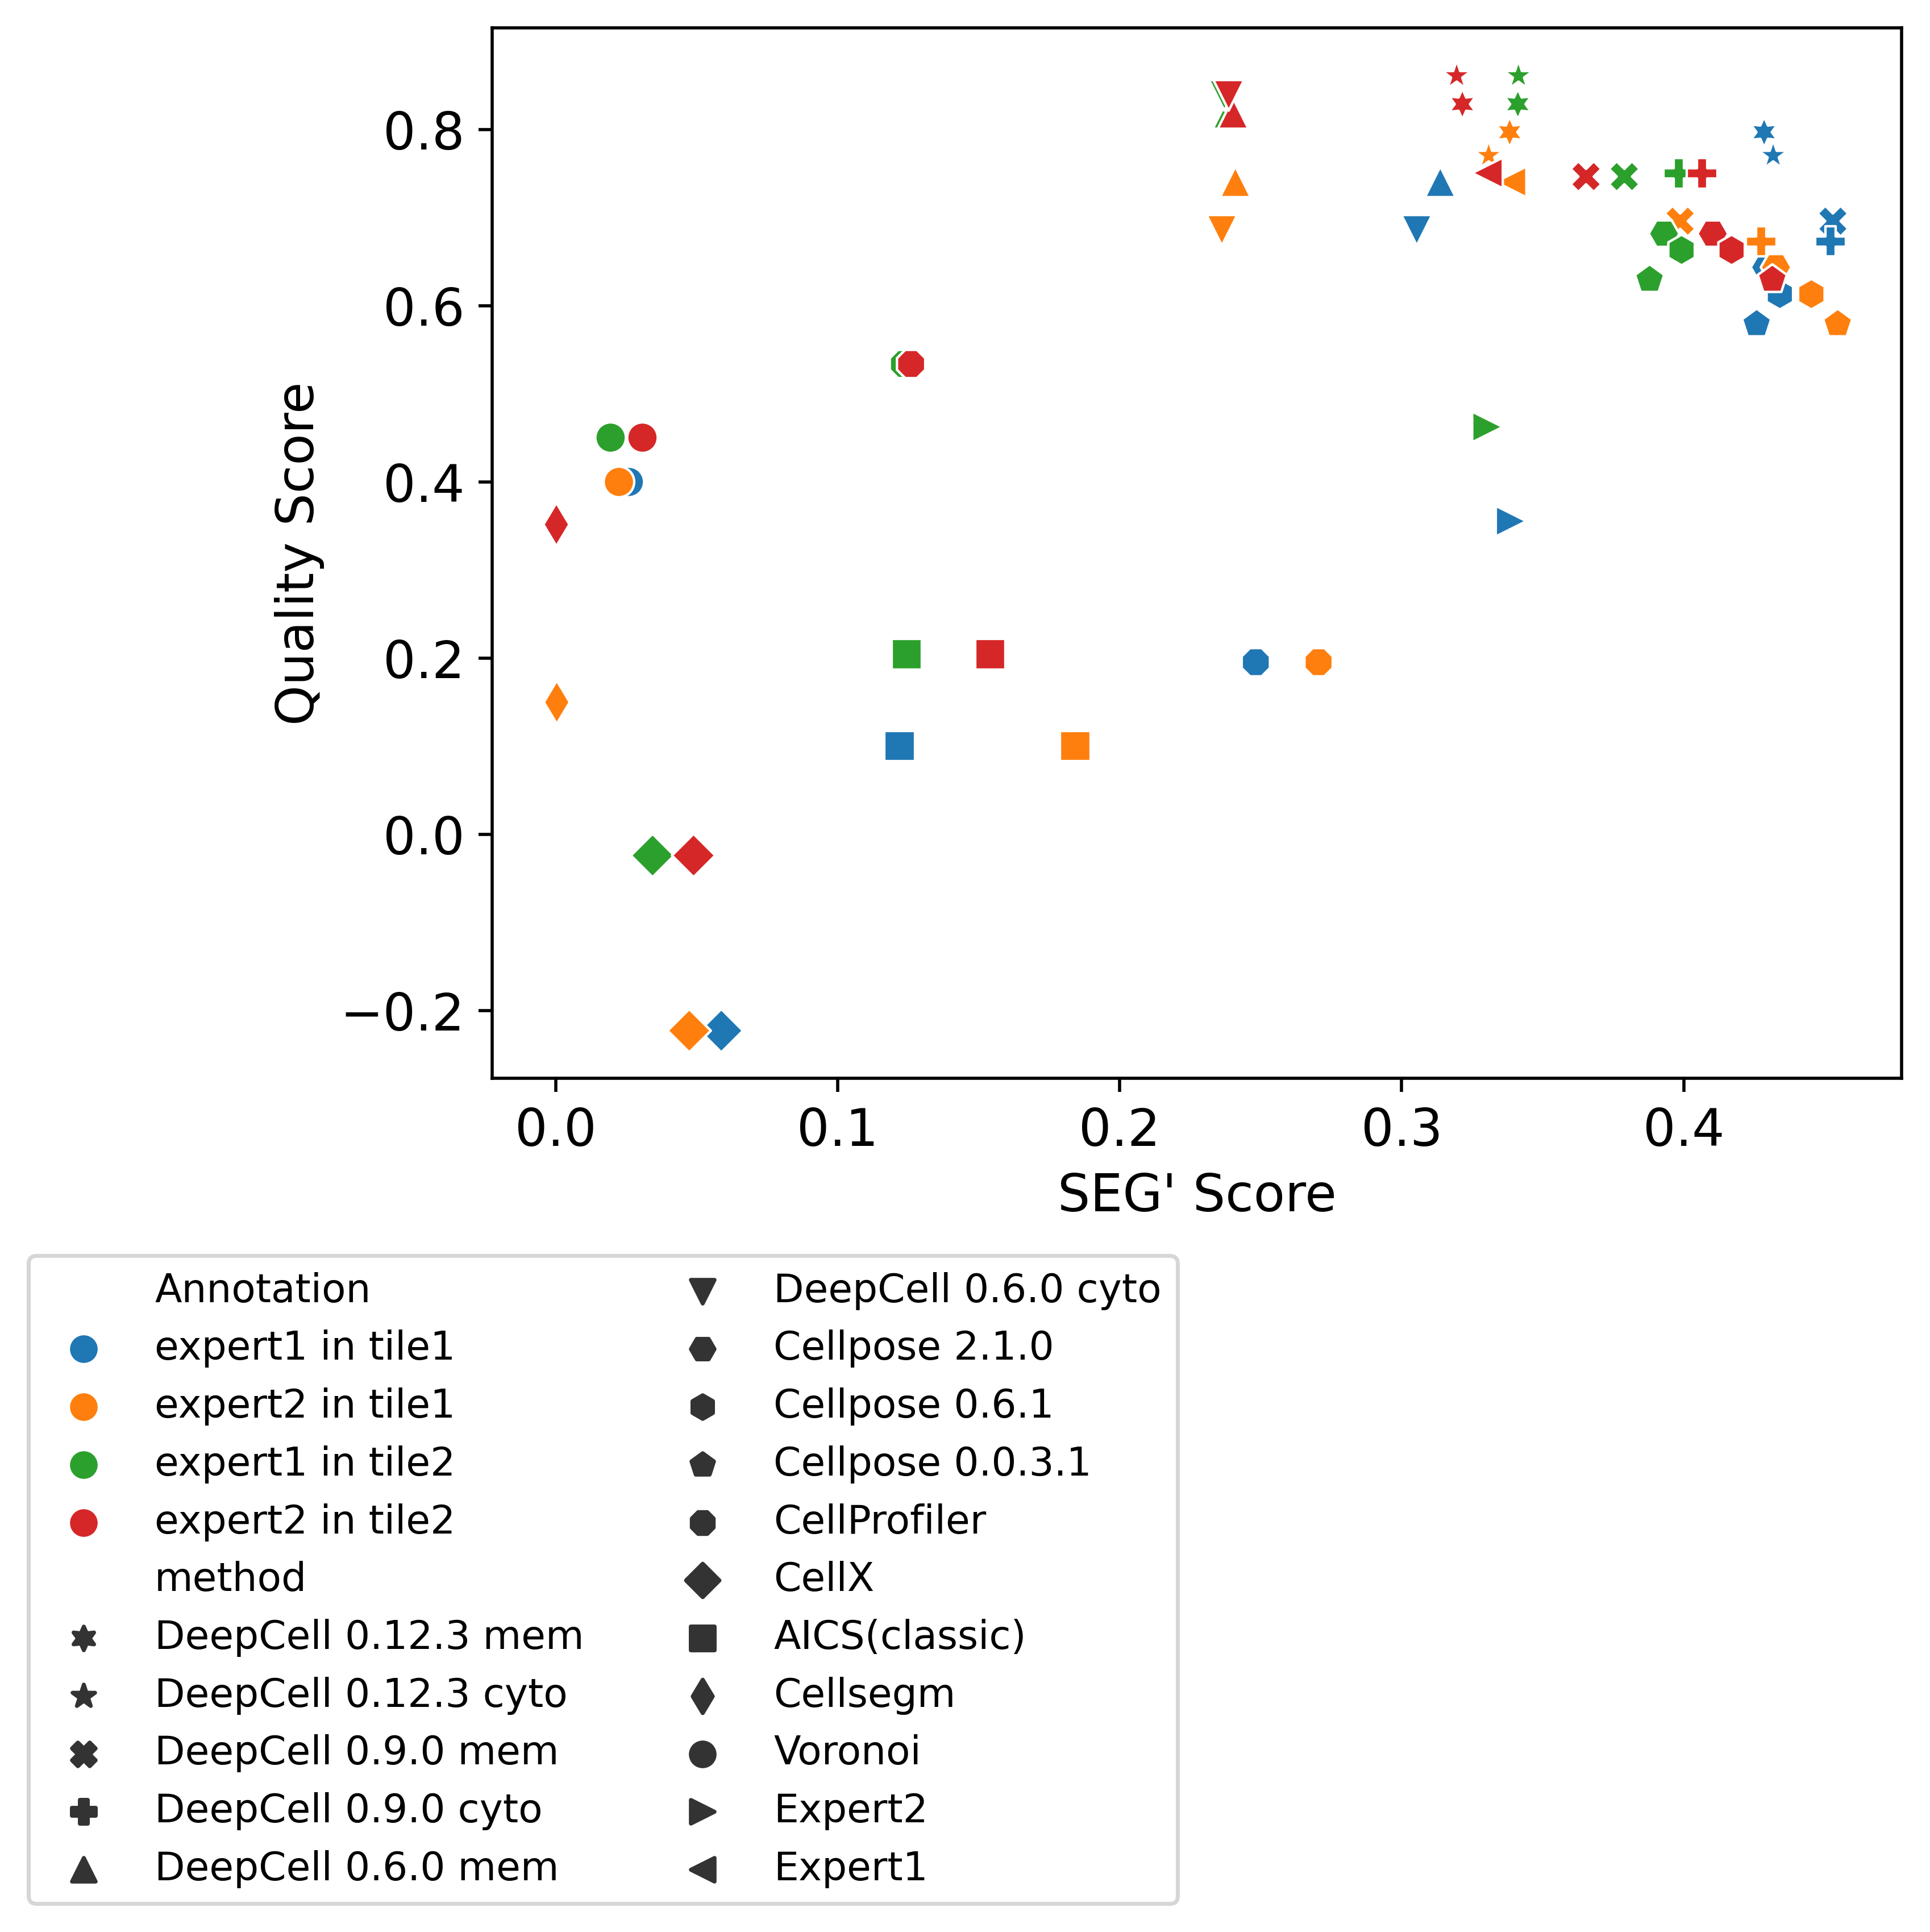 Quality Score
0.8
0.6
0.4
0.2
0.0
−0.2
0.0 0.1 0.2 0.3 0.4
SEG' Score
Annotation
expert1 in tile1
expert2 in tile1
expert1 in tile2
expert2 in tile2
method
DeepCell 0.12.3 mem
DeepCell 0.12.3 cyto
DeepCell 0.9.0 mem
DeepCell 0.9.0 cyto
DeepCell 0.6.0 mem
DeepCell 0.6.0 cyto
Cellpose 2.1.0
Cellpose 0.6.1
Cellpose 0.0.3.1
CellProfiler
CellX
AICS(classic)
Cellsegm
Voronoi
Expert2
Expert1